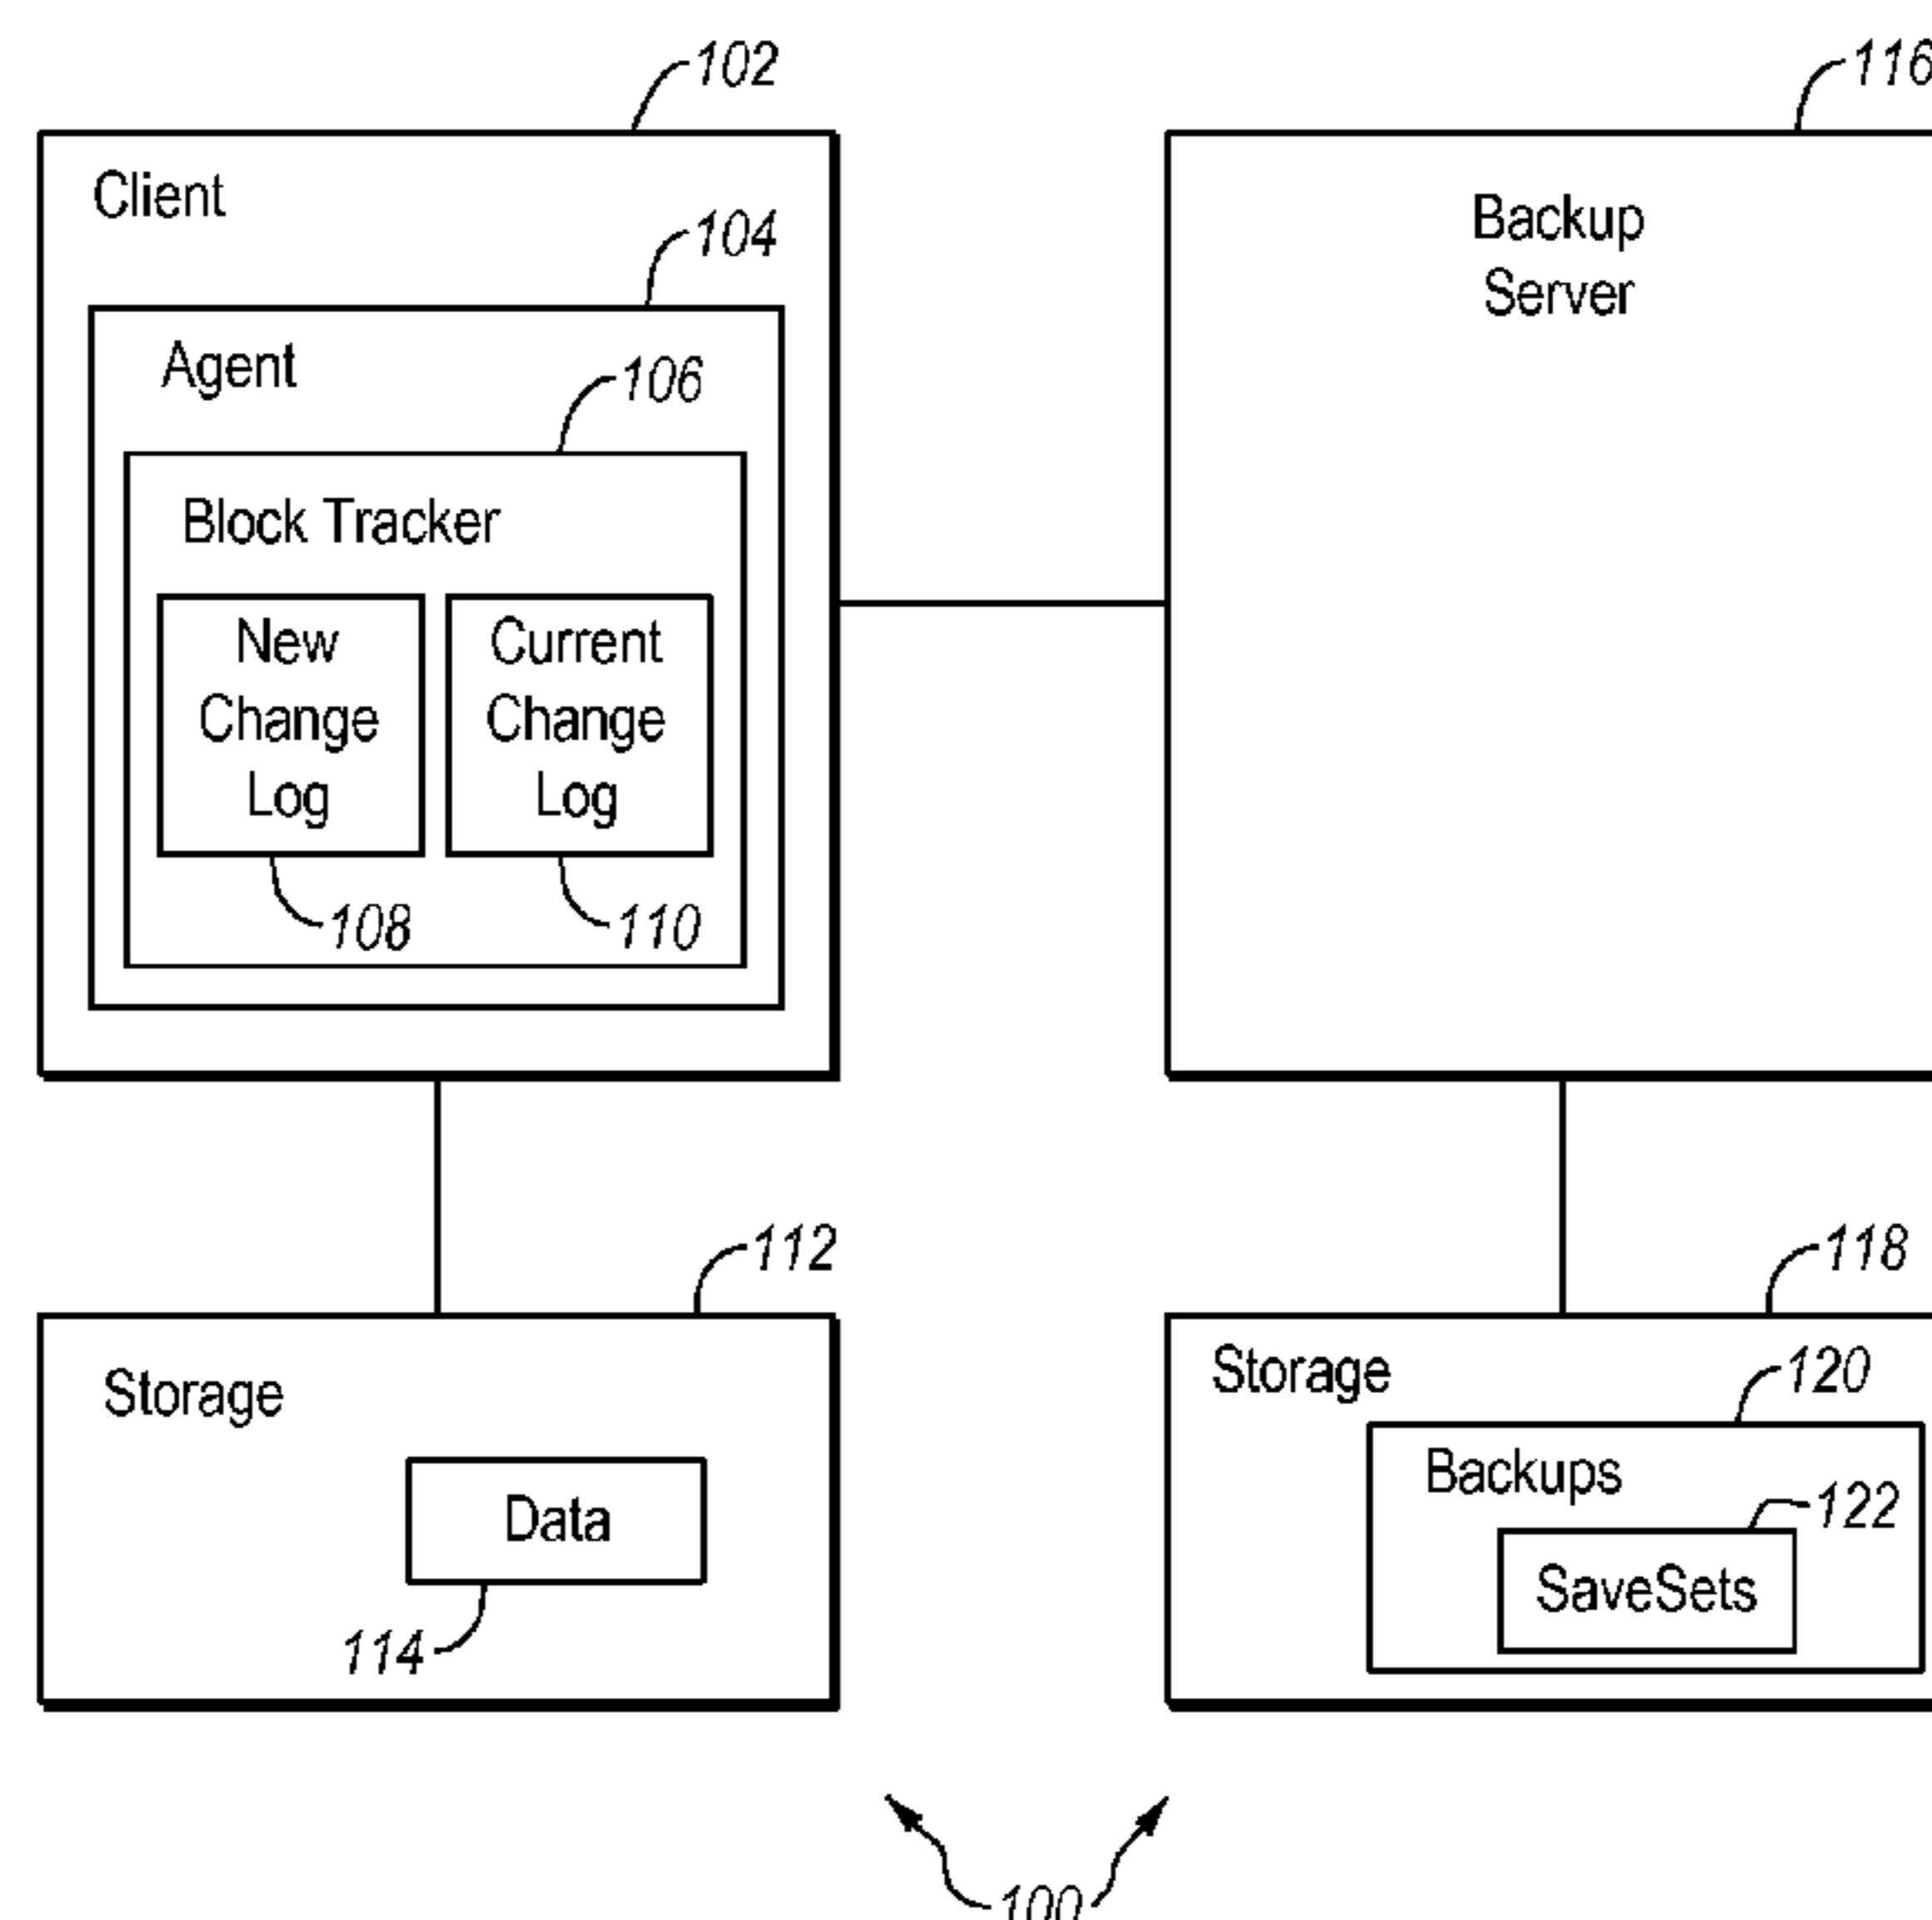 102
116
Client
Backup
Server
104
Agent
106
Block Tracker
New
Change
Log
Current
Change
Log
108
110
112
118
Storage
Storage
120
Backups
122
Data
SaveSets
114
100